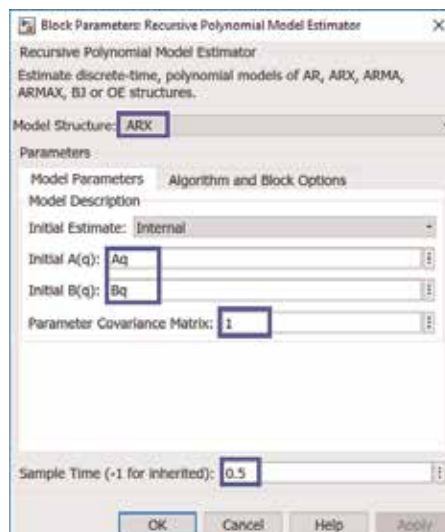 Block Parameters: Recursive Polynomial Model Estimator
Recursive Polynomial Model Estimator
Estimate discrete-time, polynomial models of AR, ARX, ARMA,
ARMAX, BJ or OE structures.
Model Structure: ARX
Parameters
Model Parameters Algorithm and Block Options
Model Description
Initial Estimate: Internal
Initial A(q): Aq
Initial B(q): Bq
Parameter Covariance Matrix: 1
Sample Time (-1 for inherited): 0.5
OK Cancel Help Apply